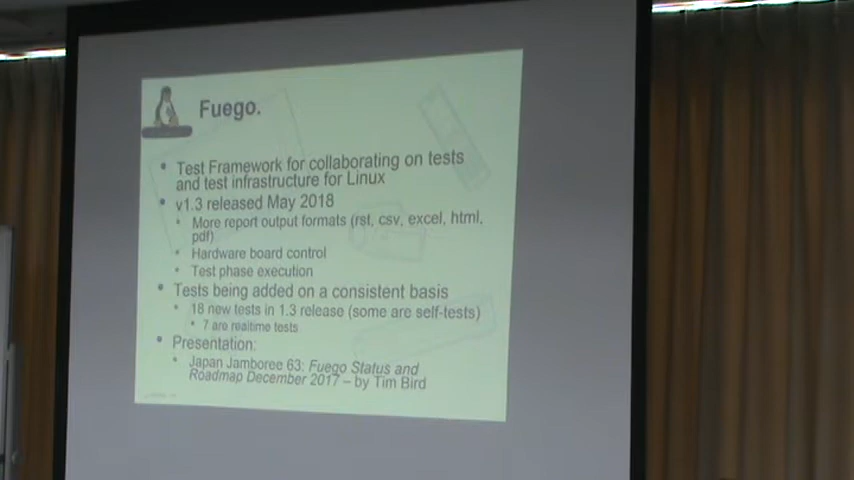 Fuego.
Test Framework for collaborating on tests
and test infrastructure for Linux
v1.3 released May 2018
More report output formats (rst, csv, excel, html,
pdf)
Hardware board control
Test phase execution
Tests being added on a consistent basis
18 new tests in 1.3 release (some are self-tests)
7 are realtime tests
Presentation:
Japan Jamboree 63: Fuego Status and
Roadmap December 2017 – by Tim Bird